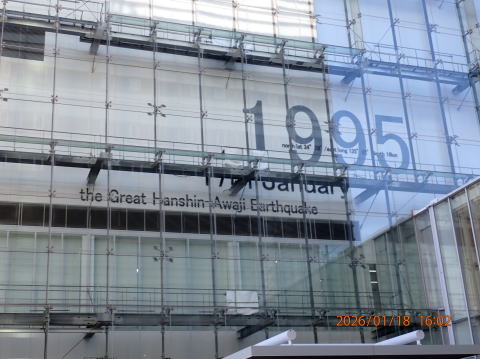 1995
17th January
the Great Hanshin-Awaji Earthquake
2026/01/18 16:02